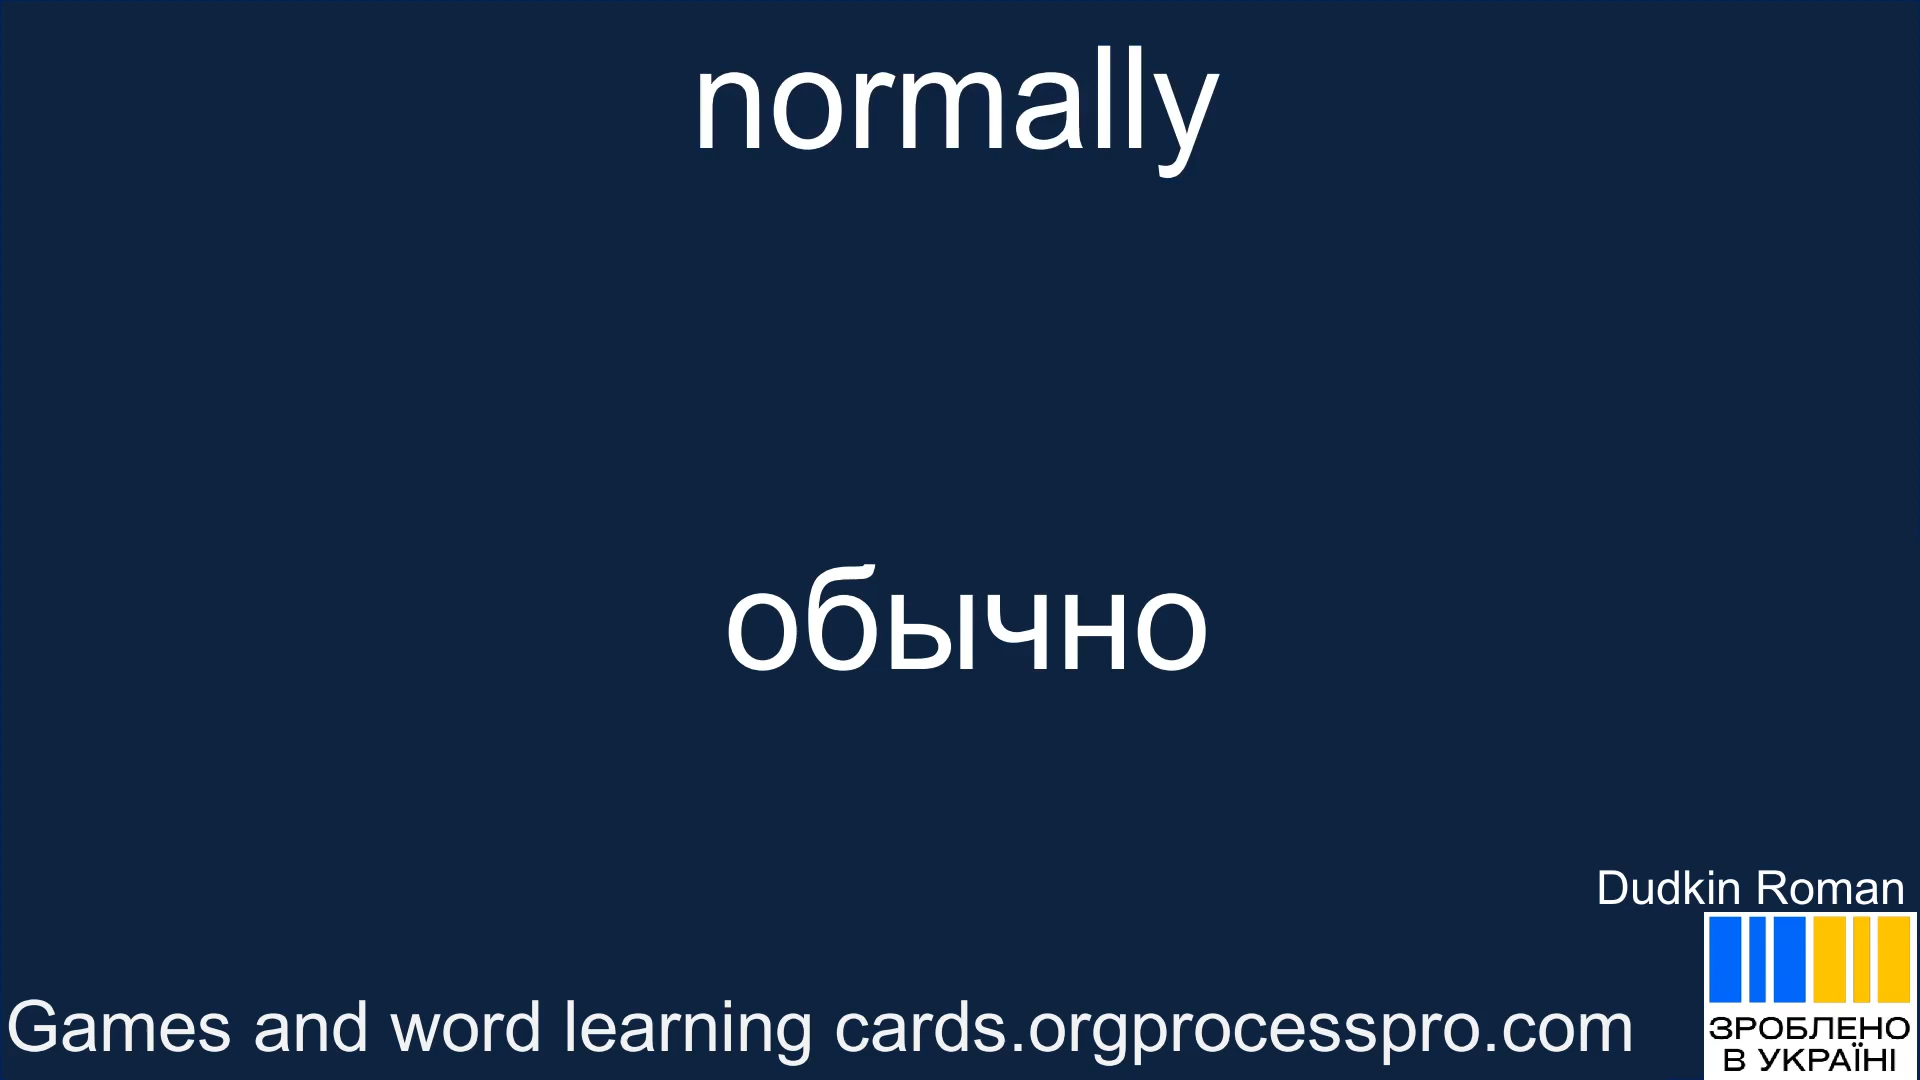 normally
обычно
Dudkin Roman
Games and word learning cards.orgprocesspro.com
ЗРОБЛЕНО
В УКРАЇНІ